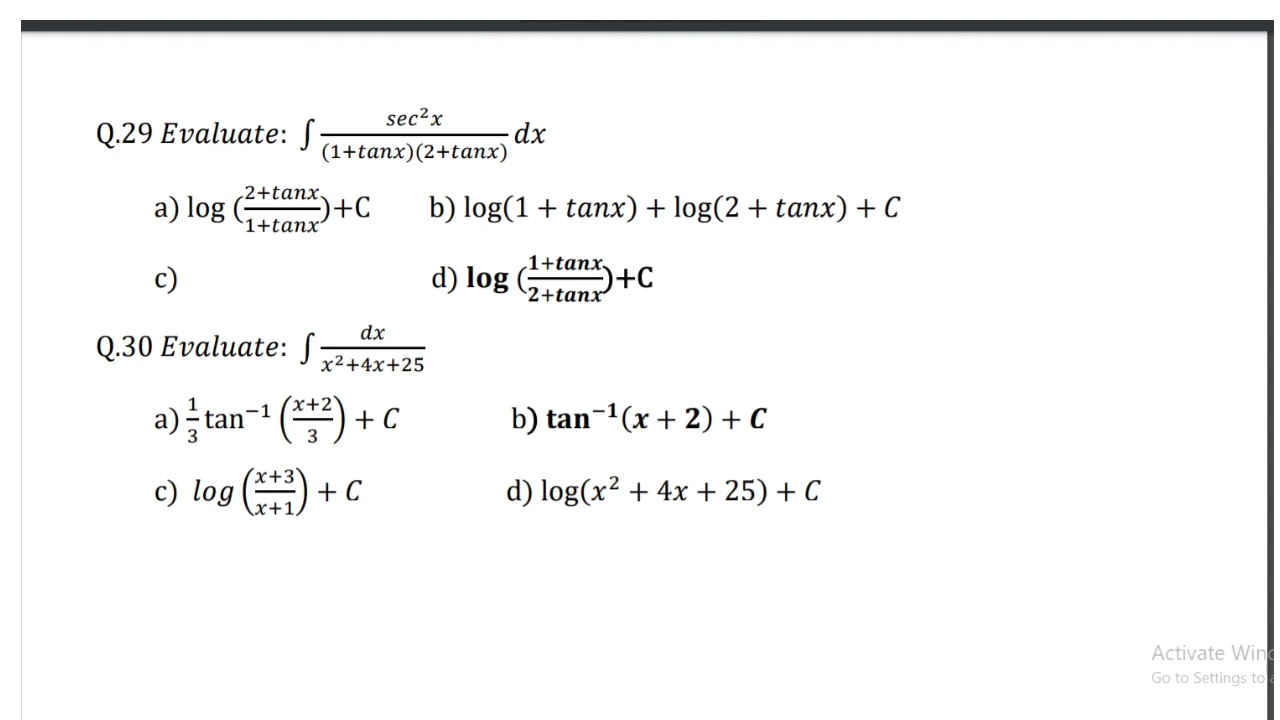 Q.29 Evaluate: ∫ sec²x/((1+tanx)(2+tanx)) dx
a) log (2+tanx/1+tanx)+C b) log(1 + tanx) + log(2 + tanx) + C
c) d) log (1+tanx/2+tanx)+C
Q.30 Evaluate: ∫ dx/(x²+4x+25)
a) 1/3 tan⁻¹ (x+2/3) + C b) tan⁻¹(x + 2) + C
c) log (x+3/x+1) + C d) log(x² + 4x + 25) + C
Activate Win
Go to Settings to